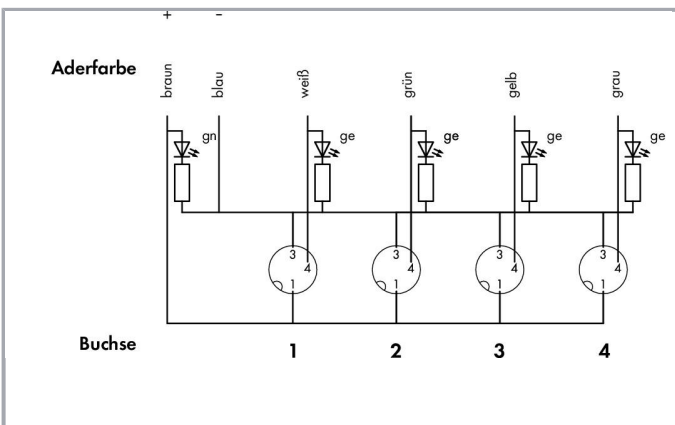 + −
Aderfarbe braun blau weiß grün gelb grau
gn ge ge ge ge
3 3 3 3
4 4 4 4
1 1 1 1
Buchse 1 2 3 4